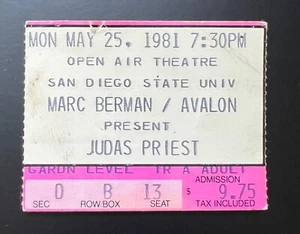 MON MAY 25, 1981 7:30PM
OPEN AIR THEATRE
SAN DIEGO STATE UNIV
MARC BERMAN / AVALON
PRESENT
JUDAS PRIEST
GARDN LEVEL TR A ADULT
O B 13 $ 9.75
SEC ROW/BOX SEAT ADMISSION TAX INCLUDED